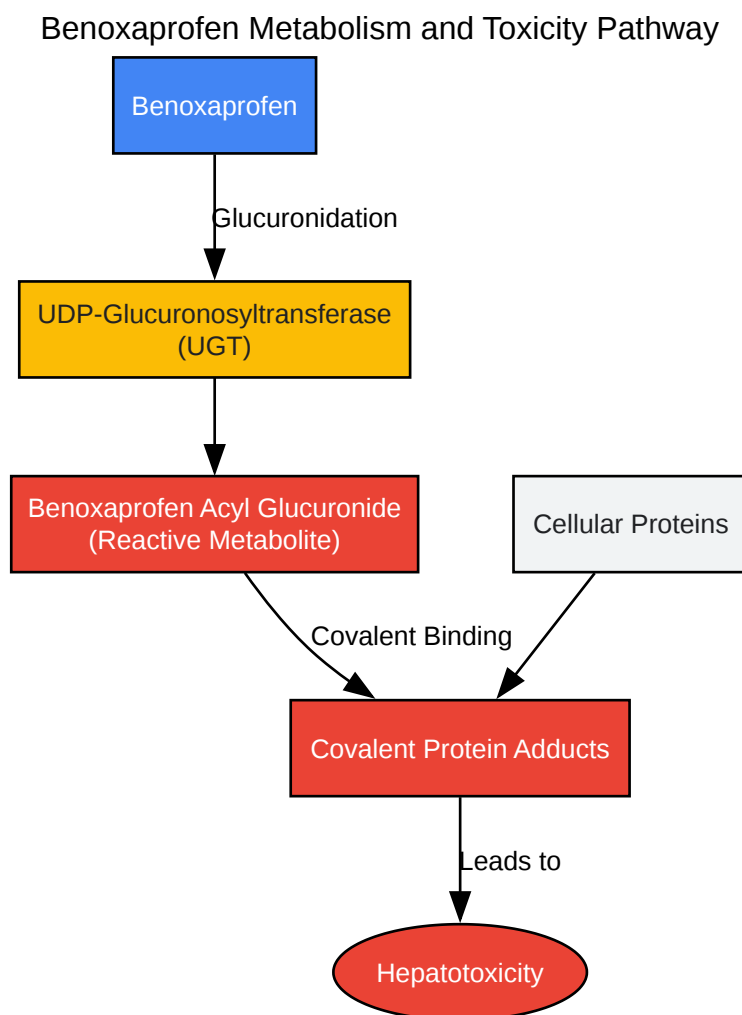 Benoxaprofen Metabolism and Toxicity Pathway
Benoxaprofen
Glucuronidation
UDP-Glucuronosyltransferase
(UGT)
Benoxaprofen Acyl Glucuronide
(Reactive Metabolite)
Cellular Proteins
Covalent Binding
Covalent Protein Adducts
Leads to
Hepatotoxicity